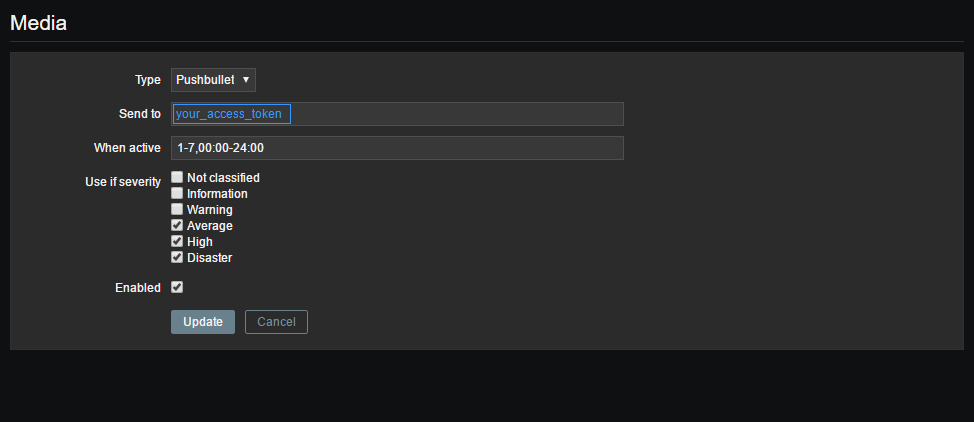 Media
Type Pushbullet
Send to your_access_token
When active 1-7,00:00-24:00
Use if severity Not classified
Information
Warning
Average
High
Disaster
Enabled
Update Cancel